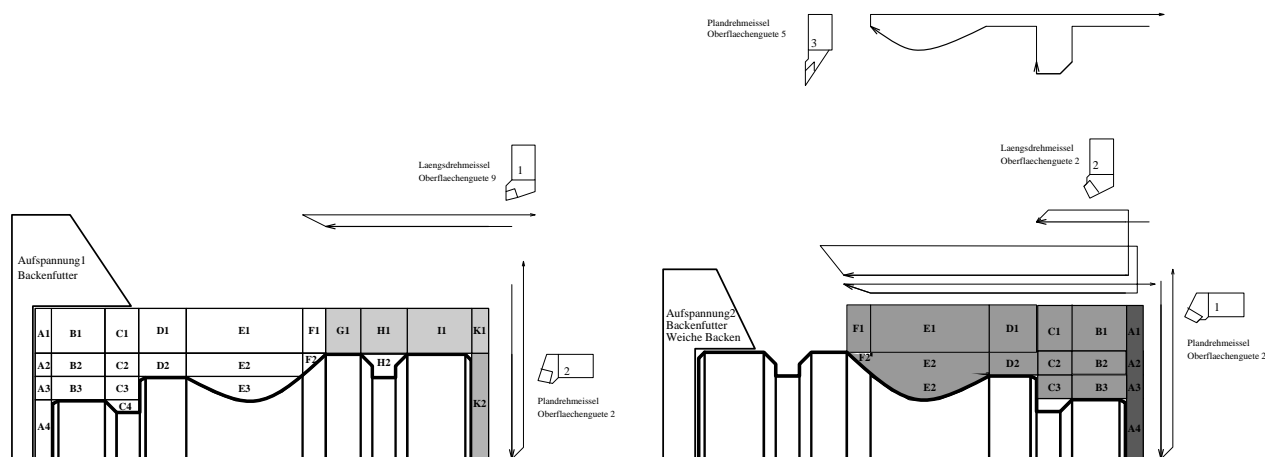 Plandrehmeissel
Oberflaechenguete 5
3
Laengsdrehmeissel
Oberflaechenguete 9
1
Laengsdrehmeissel
Oberflaechenguete 2
2
Aufspannung1
Backenfutter
A1 B1 C1 D1 E1 F1 G1 H1 I1 K1
A2 B2 C2 D2 E2 F2 H2
A3 B3 C3 E3
C4
A4 K2
2
Plandrehmeissel
Oberflaechenguete 2
Aufspannung2
Backenfutter
Weiche Backen
F1 E1 D1 C1 B1 A1
F2 E2 D2 C2 B2 A2
E2 C3 B3 A3
A4
1
Plandrehmeissel
Oberflaechenguete 2